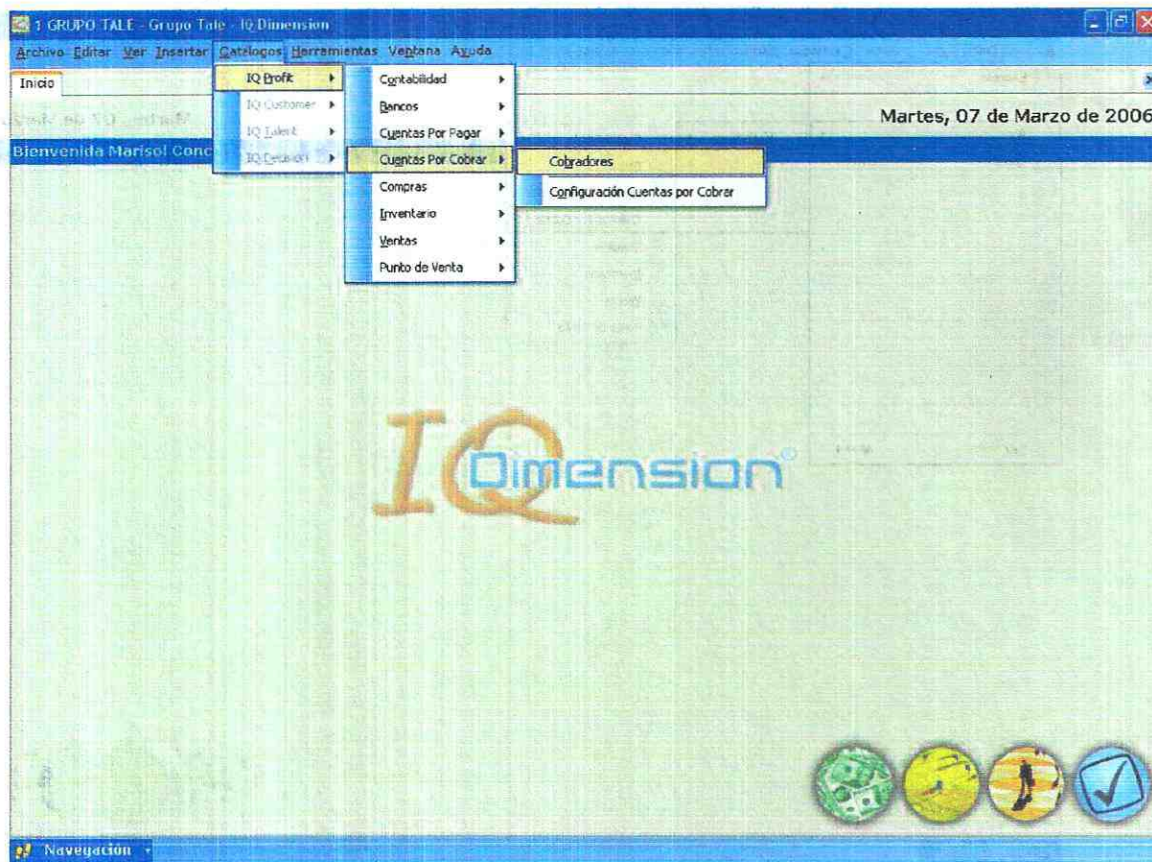 1 GRUPO TALE - Grupo Tale - IQ Dimension
Archivo Editar Ver Insertar Catálogos Herramientas Ventana Ayuda
Inicio
Martes, 07 de Marzo de 2006
Bienvenida Marisol Conc
IQ Profit
IQ Customer
IQ Talent
IQ Decision
Contabilidad
Bancos
Cuentas Por Pagar
Cuentas Por Cobrar
Compras
Inventario
Ventas
Punto de Venta
Cobradores
Configuración Cuentas por Cobrar
IQ Dimension®
Navegación